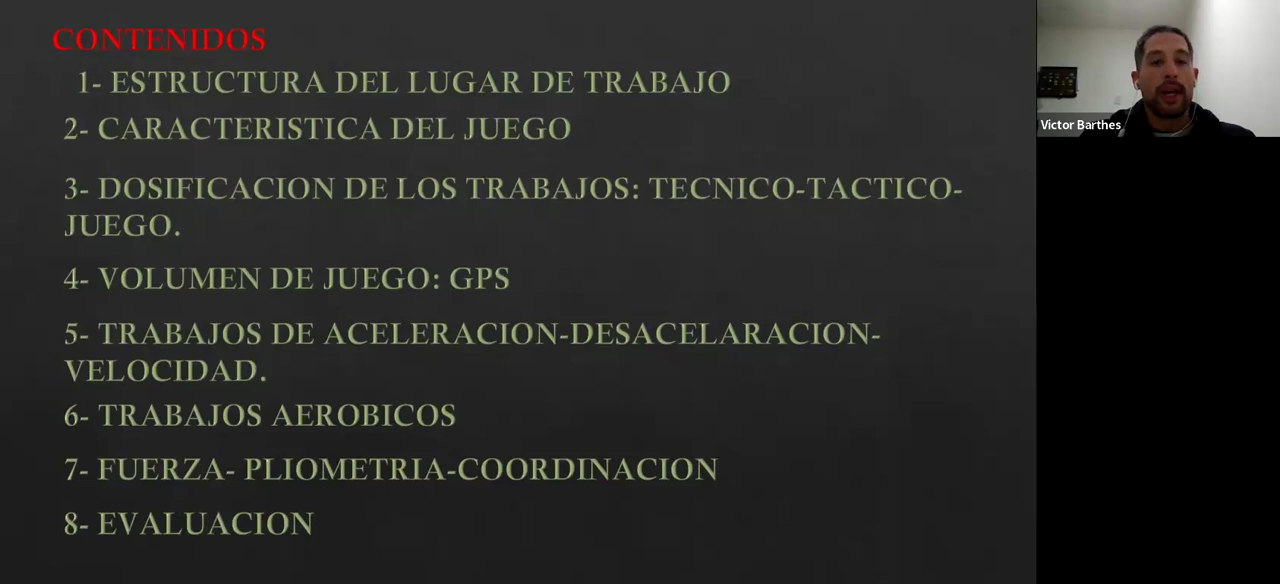 CONTENIDOS
1- ESTRUCTURA DEL LUGAR DE TRABAJO
2- CARACTERISTICA DEL JUEGO
3- DOSIFICACION DE LOS TRABAJOS: TECNICO-TACTICO-
JUEGO.
4- VOLUMEN DE JUEGO: GPS
5- TRABAJOS DE ACELERACION-DESACELARACION-
VELOCIDAD.
6- TRABAJOS AEROBICOS
7- FUERZA- PLIOMETRIA-COORDINACION
8- EVALUACION
Victor Barthes